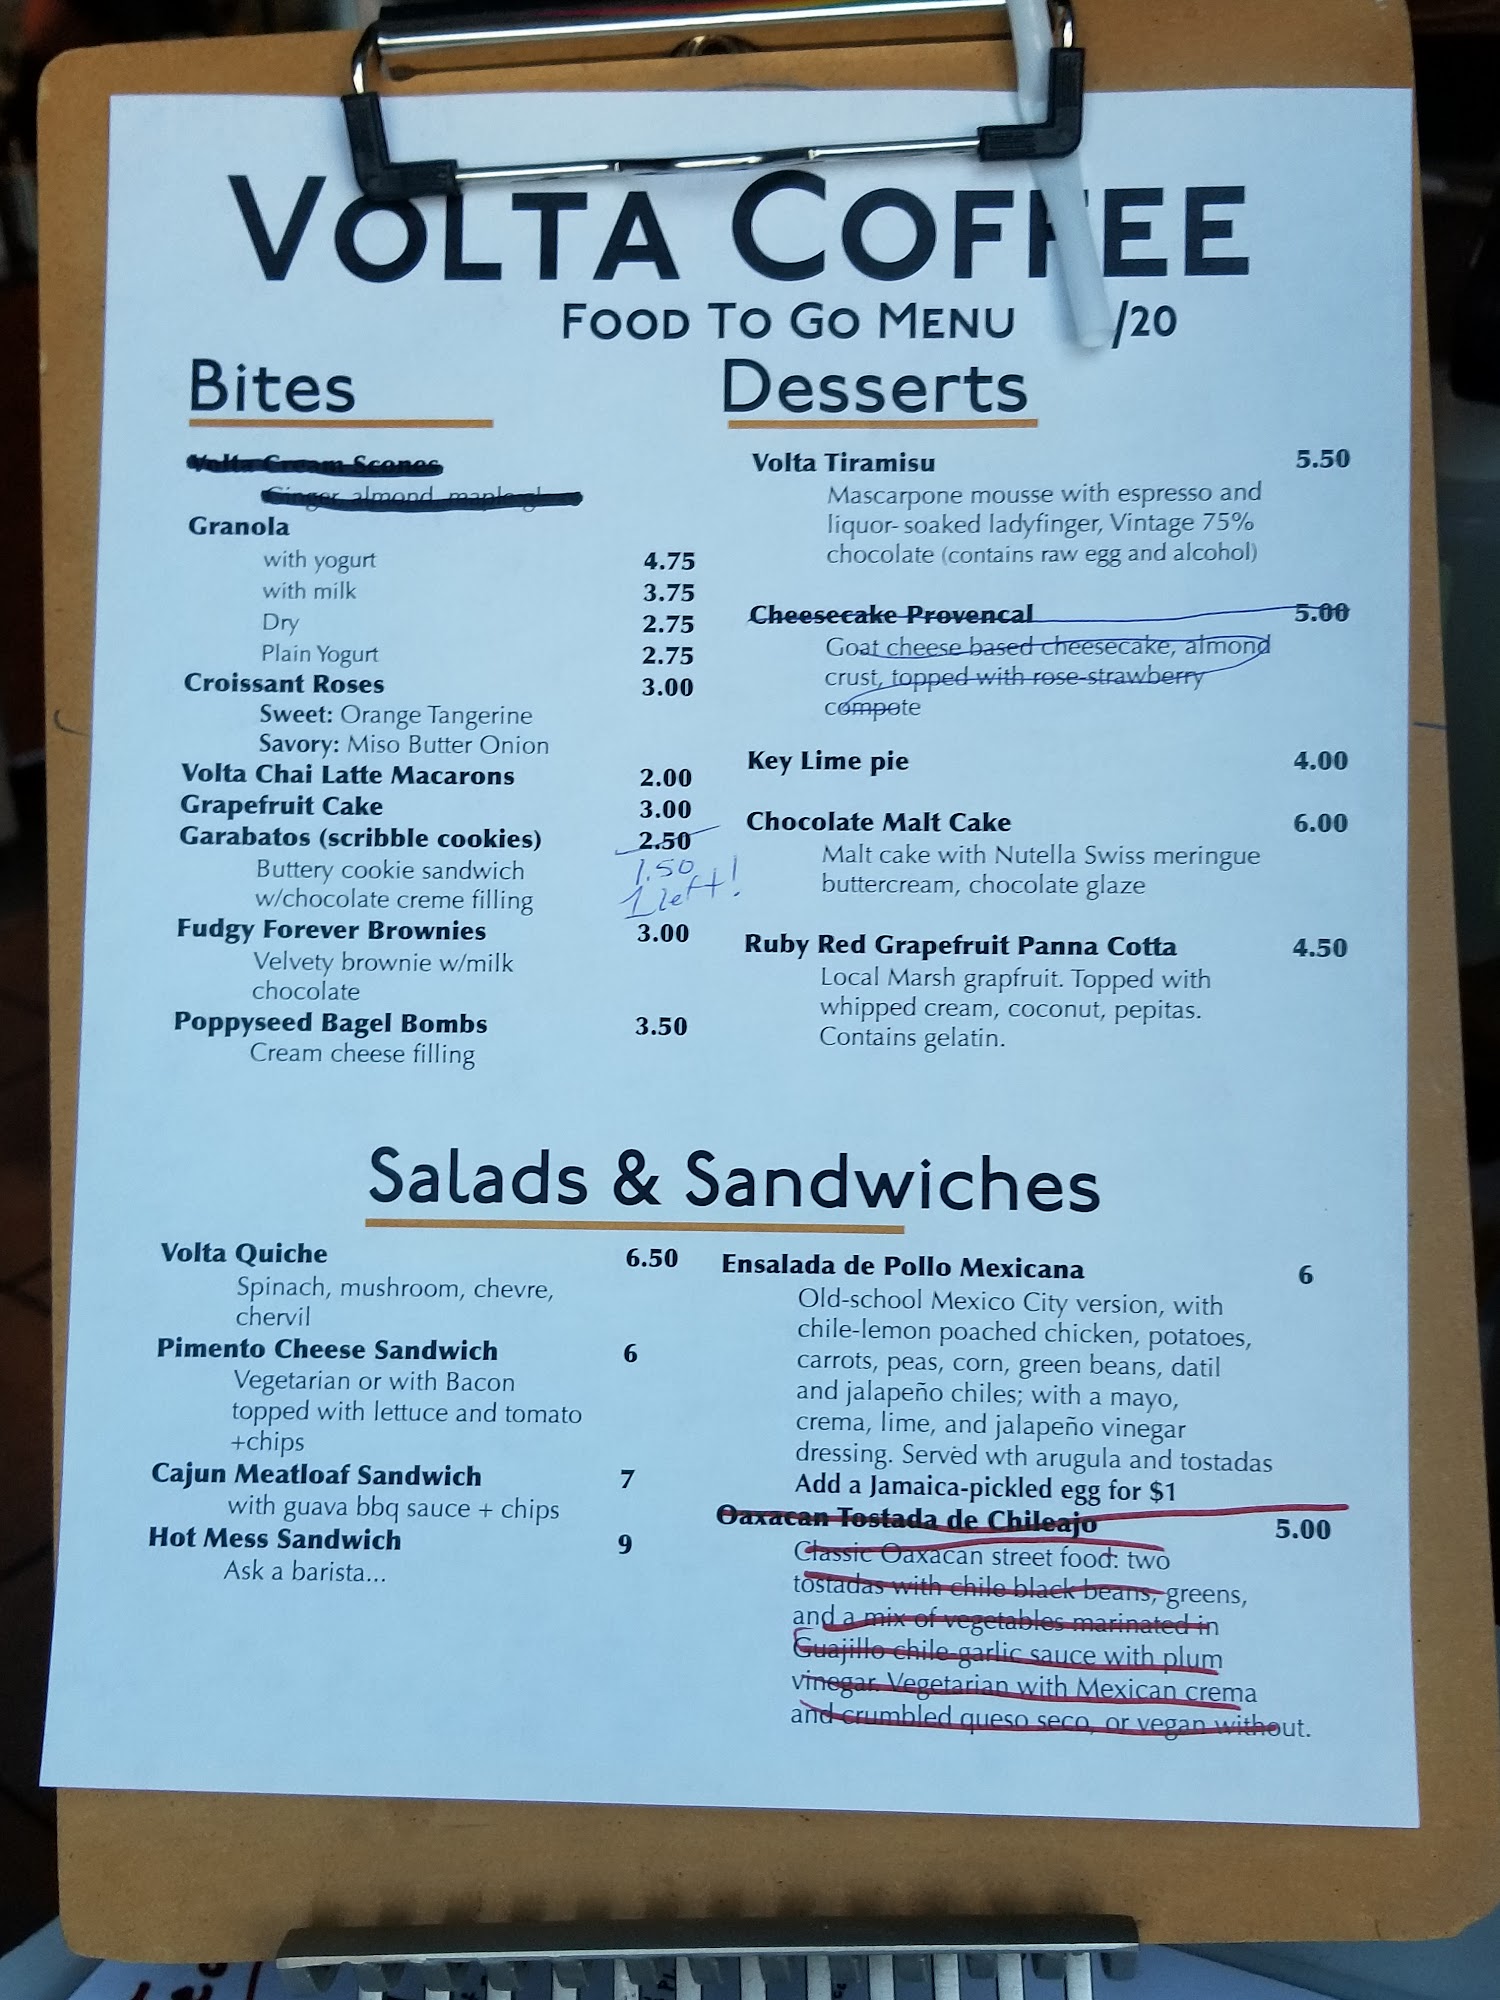 VOLTA COFFEE
FOOD TO GO MENU /20
Bites
Volta Cream Scones
Ginger, almond, maple glaze
Granola
with yogurt 4.75
with milk 3.75
Dry 2.75
Plain Yogurt 2.75
Croissant Roses 3.00
Sweet: Orange Tangerine
Savory: Miso Butter Onion
Volta Chai Latte Macarons 2.00
Grapefruit Cake 3.00
Garabatos (scribble cookies) 2.50
Buttery cookie sandwich 1.50
w/chocolate creme filling 1 left!
Fudgy Forever Brownies 3.00
Velvety brownie w/milk
chocolate
Poppyseed Bagel Bombs 3.50
Cream cheese filling
Desserts
Volta Tiramisu 5.50
Mascarpone mousse with espresso and
liquor- soaked ladyfinger, Vintage 75%
chocolate (contains raw egg and alcohol)
Cheesecake Provencal 5.00
Goat cheese based cheesecake, almond
crust, topped with rose-strawberry
compote
Key Lime pie 4.00
Chocolate Malt Cake 6.00
Malt cake with Nutella Swiss meringue
buttercream, chocolate glaze
Ruby Red Grapefruit Panna Cotta 4.50
Local Marsh grapfruit. Topped with
whipped cream, coconut, pepitas.
Contains gelatin.
Salads & Sandwiches
Volta Quiche 6.50
Spinach, mushroom, chevre,
chervil
Pimento Cheese Sandwich 6
Vegetarian or with Bacon
topped with lettuce and tomato
+chips
Cajun Meatloaf Sandwich 7
with guava bbq sauce + chips
Hot Mess Sandwich 9
Ask a barista...
Ensalada de Pollo Mexicana 6
Old-school Mexico City version, with
chile-lemon poached chicken, potatoes,
carrots, peas, corn, green beans, datil
and jalapeño chiles; with a mayo,
crema, lime, and jalapeño vinegar
dressing. Served wth arugula and tostadas
Add a Jamaica-pickled egg for $1
Oaxacan Tostada de Chileajo 5.00
Classic Oaxacan street food: two
tostadas with chile black beans, greens,
and a mix of vegetables marinated in
Guajillo chile-garlic sauce with plum
vinegar. Vegetarian with Mexican crema
and crumbled queso seco, or vegan without.